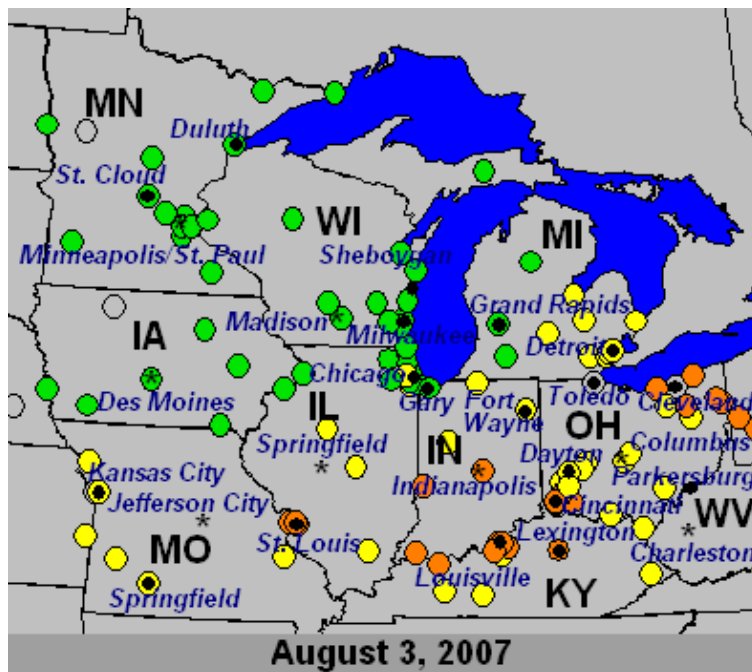 MN
Duluth
St. Cloud
WI
MI
Minneapolis/St. Paul
Sheboygan
Grand Rapids
Madison
Milwaukee
IA
Detroit
Chicago
Toledo
Des Moines
Gary
Fort
Wayne
Cleveland
IL
OH
Springfield
IN
Dayton
Columbus
Kansas City
Indianapolis
Parkersburg
Jefferson City
Cincinnati
WV
St. Louis
Lexington
MO
Charleston
Louisville
Springfield
KY
August 3, 2007